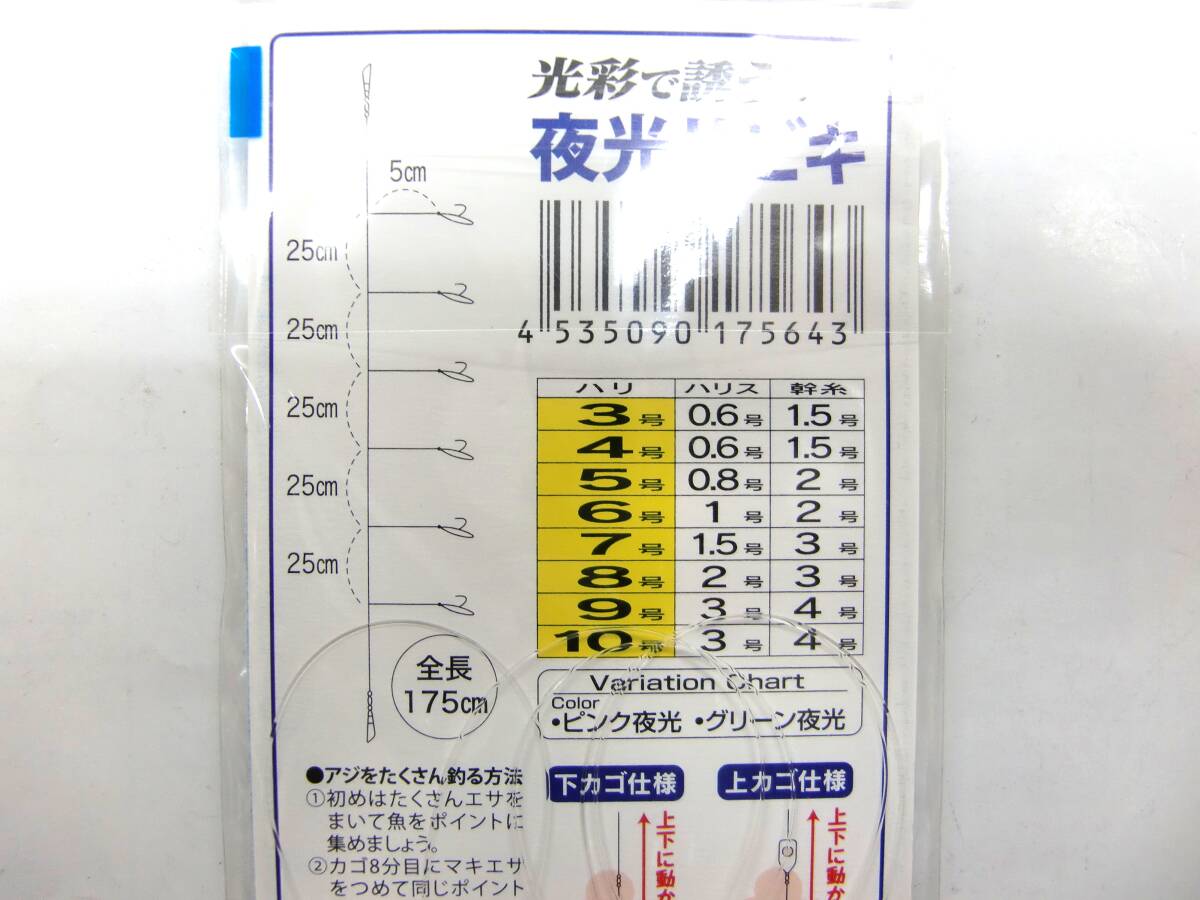 光彩で誘う
夜光サビキ
5cm
25cm
25cm
25cm
25cm
25cm
全長
175cm
4 535090 175643
ハリ ハリス 幹糸
3号 0.6号 1.5号
4号 0.6号 1.5号
5号 0.8号 2号
6号 1号 2号
7号 1.5号 3号
8号 2号 3号
9号 3号 4号
10号 3号 4号
Variation Chart
Color
・ピンク夜光 ・グリーン夜光
●アジをたくさん釣る方法
①初めはたくさんエサを
まいて魚をポイントに
集めましょう。
②カゴ8分目にマキエサ
をつめて同じポイント
下カゴ仕様
上下に動か
上カゴ仕様
上下に動か